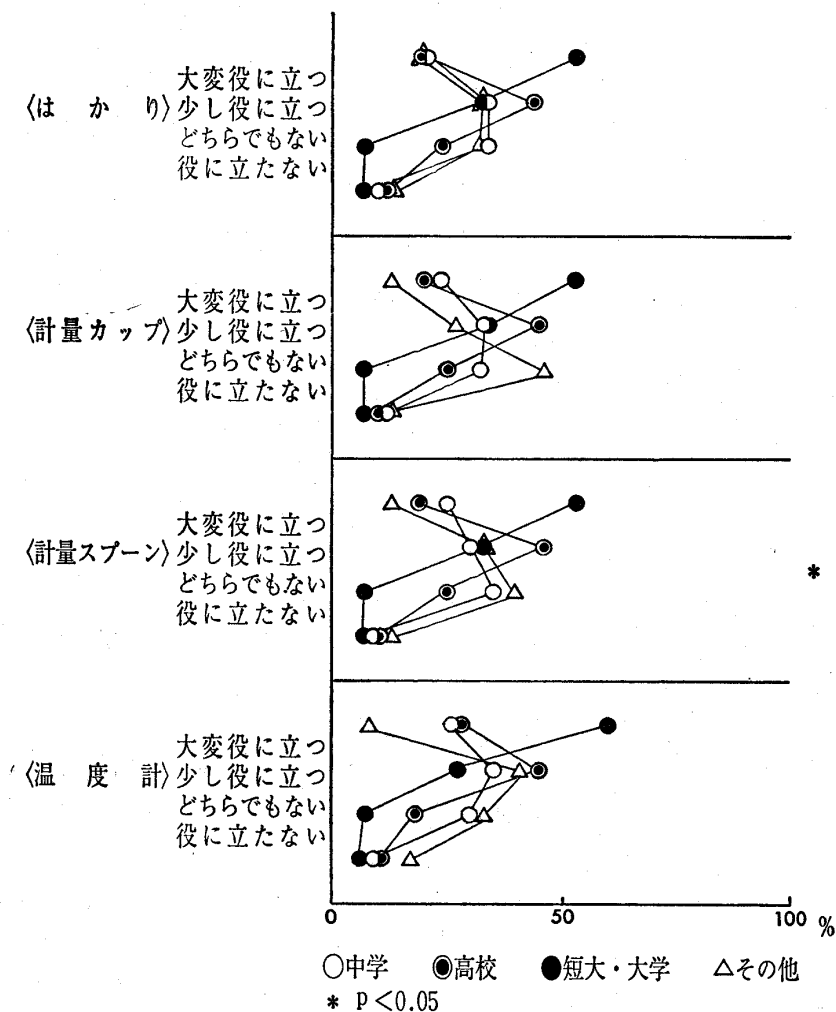 大変役に立つ
〈はかり〉少し役に立つ
どちらでもない
役に立たない
大変役に立つ
〈計量カップ〉少し役に立つ
どちらでもない
役に立たない
大変役に立つ
〈計量スプーン〉少し役に立つ
どちらでもない
*
役に立たない
大変役に立つ
〈温度計〉少し役に立つ
どちらでもない
役に立たない
0 50 100 %
○中学 ◉高校 ●短大・大学 △その他
* p<0.05